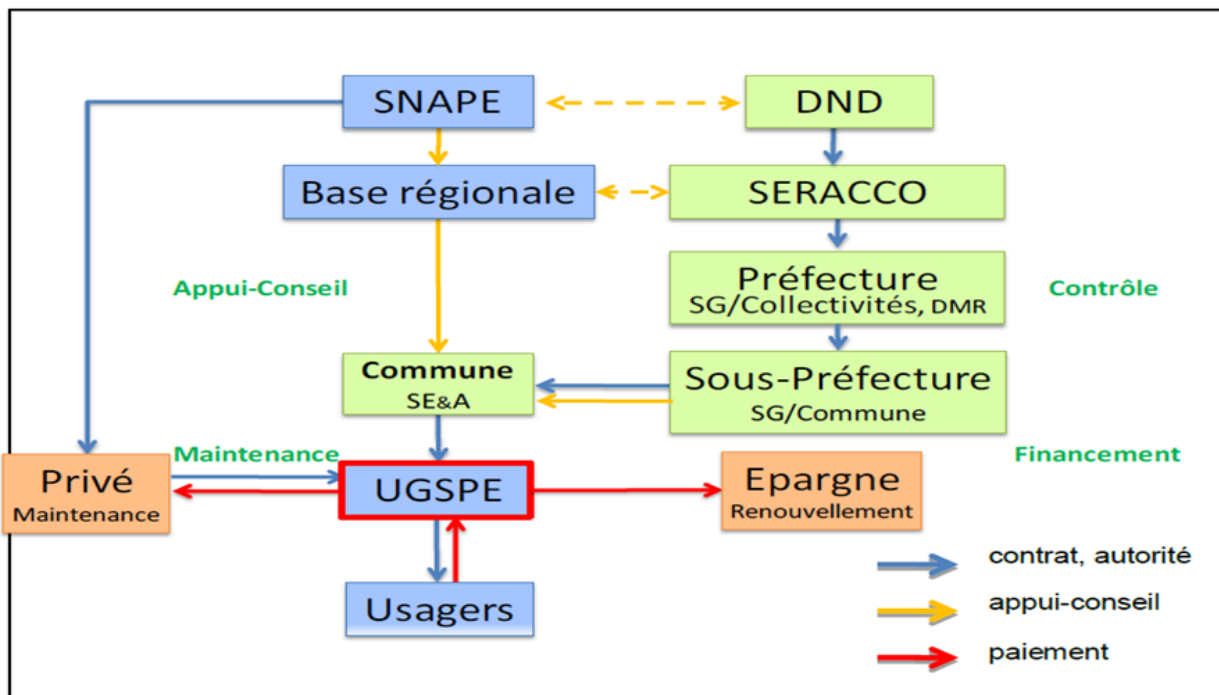 SNAPE
DND
Base régionale
SERACCO
Appui-Conseil
Préfecture
SG/Collectivités, DMR
Contrôle
Commune
SE&A
Sous-Préfecture
SG/Commune
Maintenance
Financement
Privé
Maintenance
UGSPE
Epargne
Renouvellement
Usagers
contrat, autorité
appui-conseil
paiement